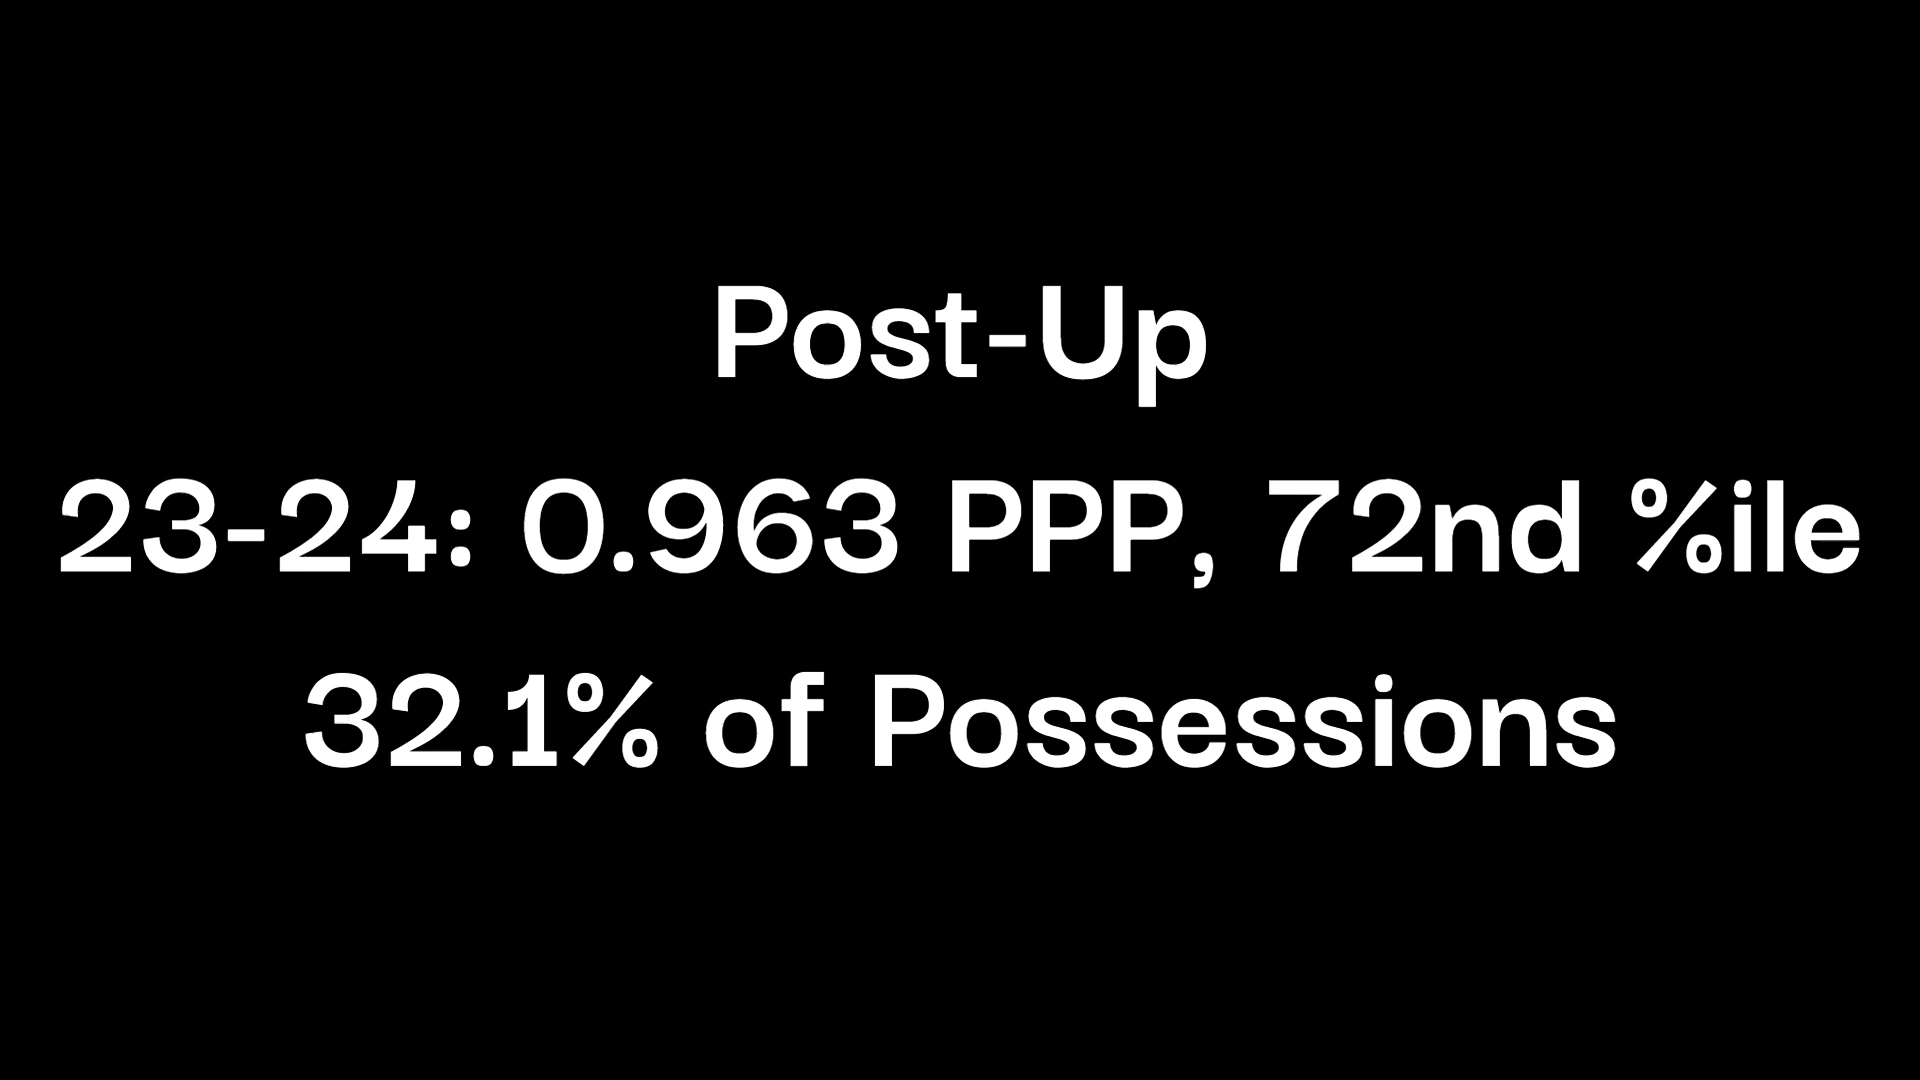 Post-Up
23-24: 0.963 PPP, 72nd %ile
32.1% of Possessions